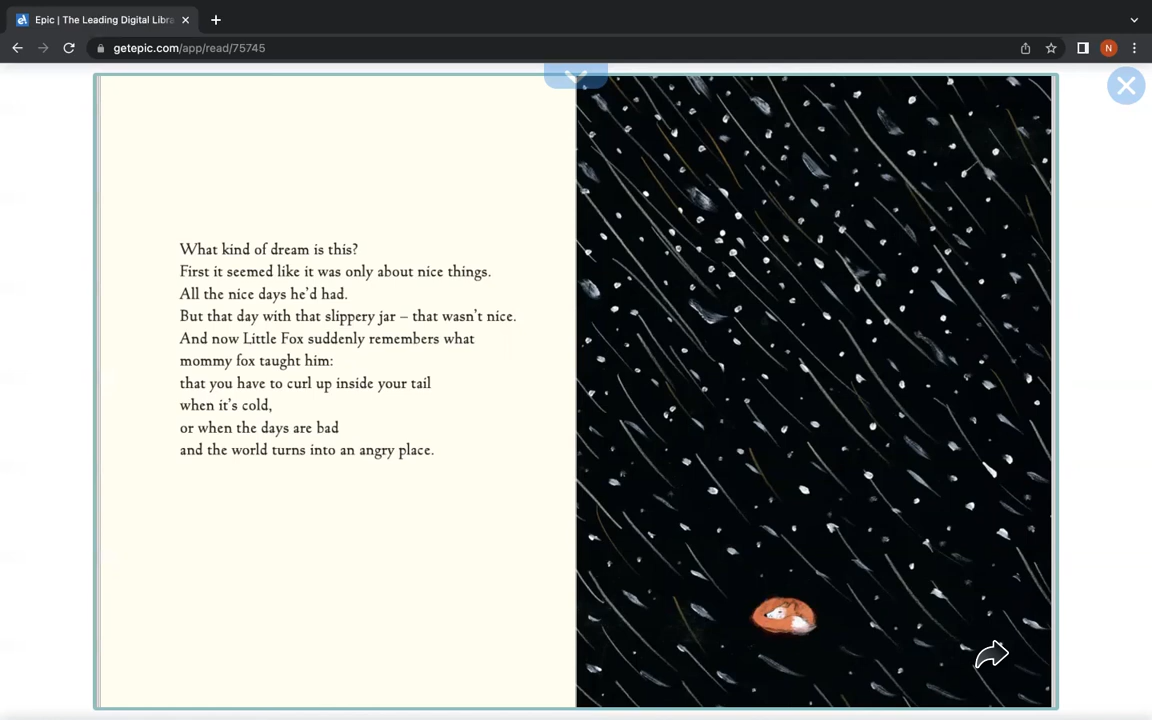 Epic | The Leading Digital Libra
getepic.com/app/read/75745
N
What kind of dream is this?
First it seemed like it was only about nice things.
All the nice days he’d had.
But that day with that slippery jar – that wasn’t nice.
And now Little Fox suddenly remembers what
mommy fox taught him:
that you have to curl up inside your tail
when it’s cold,
or when the days are bad
and the world turns into an angry place.